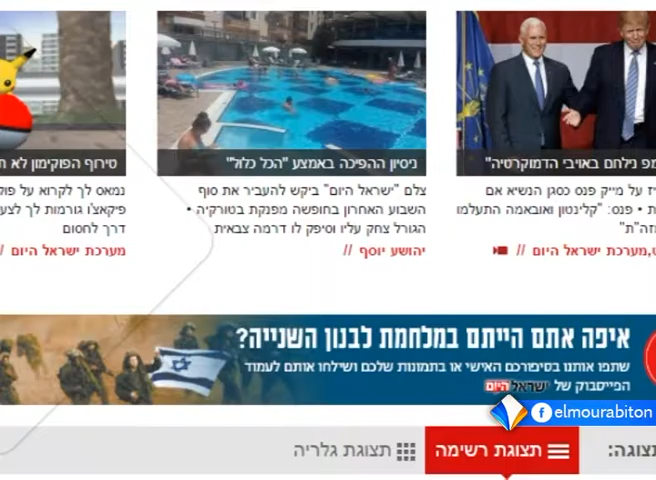 מפ נילחם באויבי הדמוקרטיה"
יז על מייק פנס כסגן הנשיא אם
ת • פנס: "קלינטון ואובאמה התעלמו
מזה"ת"
מערכת ישראל היום //
ניסיון ההפיכה באמצע "הכל כלול"
צלם "ישראל היום" ביקש להעביר את סוף
השבוע האחרון בחופשה מפנקת בטורקיה •
הגורל צחק עליו וסיפק לו דרמה צבאית
יהושע יוסף //
טירוף הפוקימון לא ת
נמאס לך לקרוא על פוק
פיקאצ'ו גורמות לך לצע
דרך לחסום
מערכת ישראל היום //
איפה אתם הייתם במלחמת לבנון השנייה?
שתפו אותנו בסיפורכם האישי או בתמונות שלכם ושילחו אותם לעמוד
הפייסבוק של ישראל היום
elmourabiton
תצוגה:
תצוגת רשימה
תצוגת גלריה